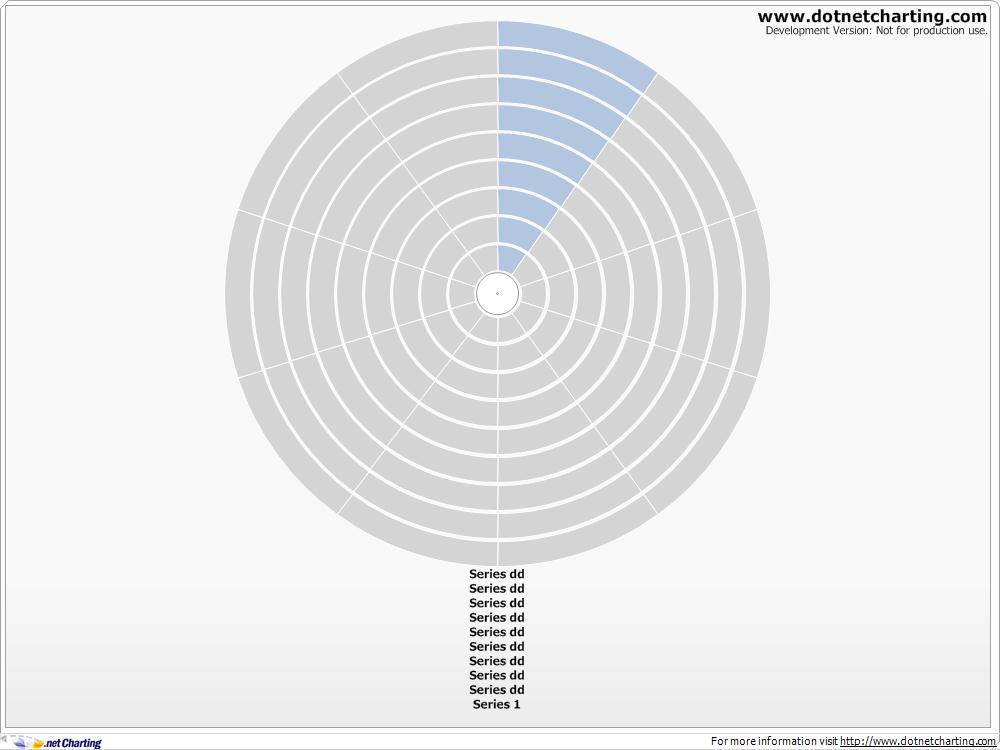 www.dotnetcharting.com
Development Version: Not for production use.
Series dd
Series dd
Series dd
Series dd
Series dd
Series dd
Series dd
Series dd
Series dd
Series 1
.net Charting
For more information visit http://www.dotnetcharting.com